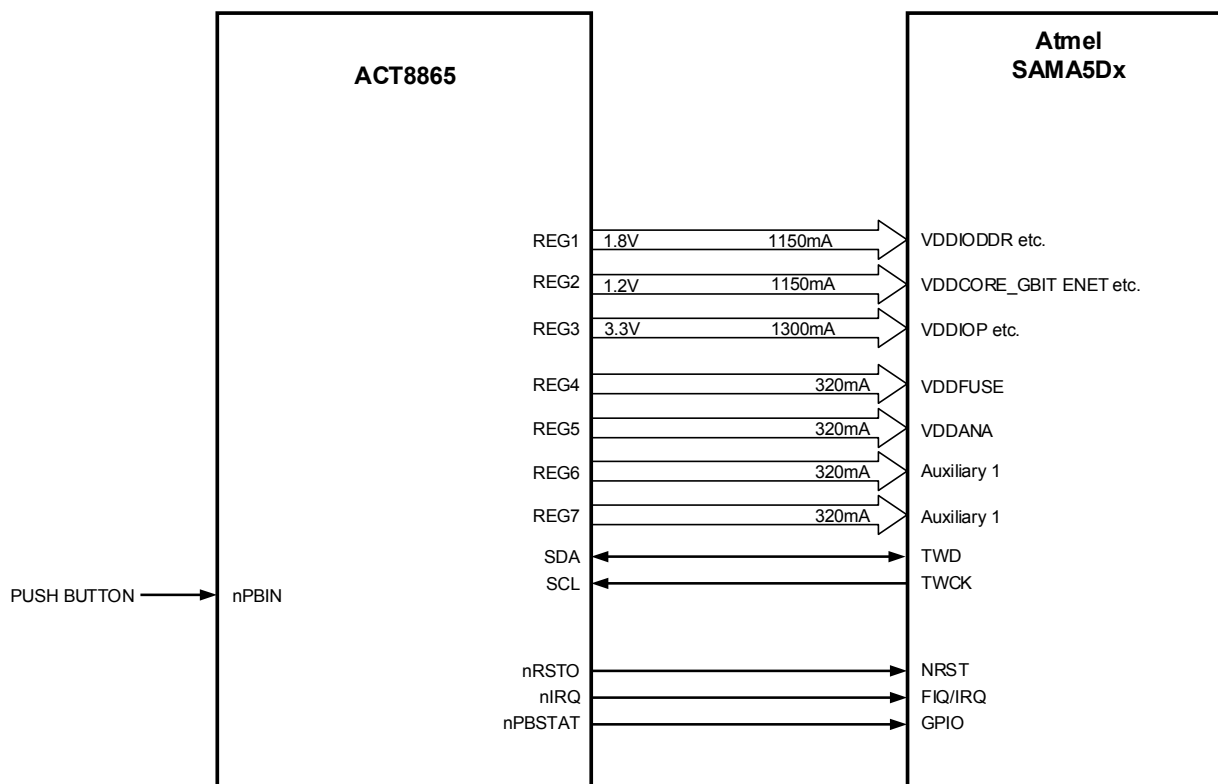 ACT8865
Atmel
SAMA5Dx
REG1 1.8V 1150mA VDDIODDR etc.
REG2 1.2V 1150mA VDDCORE_GBIT ENET etc.
REG3 3.3V 1300mA VDDIOP etc.
REG4 320mA VDDFUSE
REG5 320mA VDDANA
REG6 320mA Auxiliary 1
REG7 320mA Auxiliary 1
SDA TWD
SCL TWCK
PUSH BUTTON nPBIN
nRSTO NRST
nIRQ FIQ/IRQ
nPBSTAT GPIO